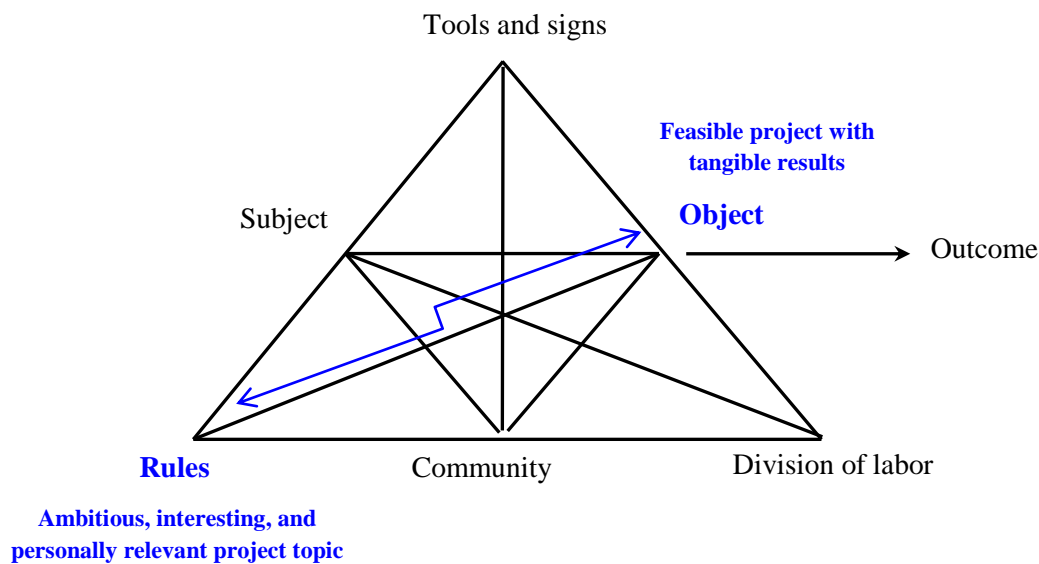 Tools and signs
Feasible project with
tangible results
Subject
Object
Outcome
Rules
Community
Division of labor
Ambitious, interesting, and
personally relevant project topic